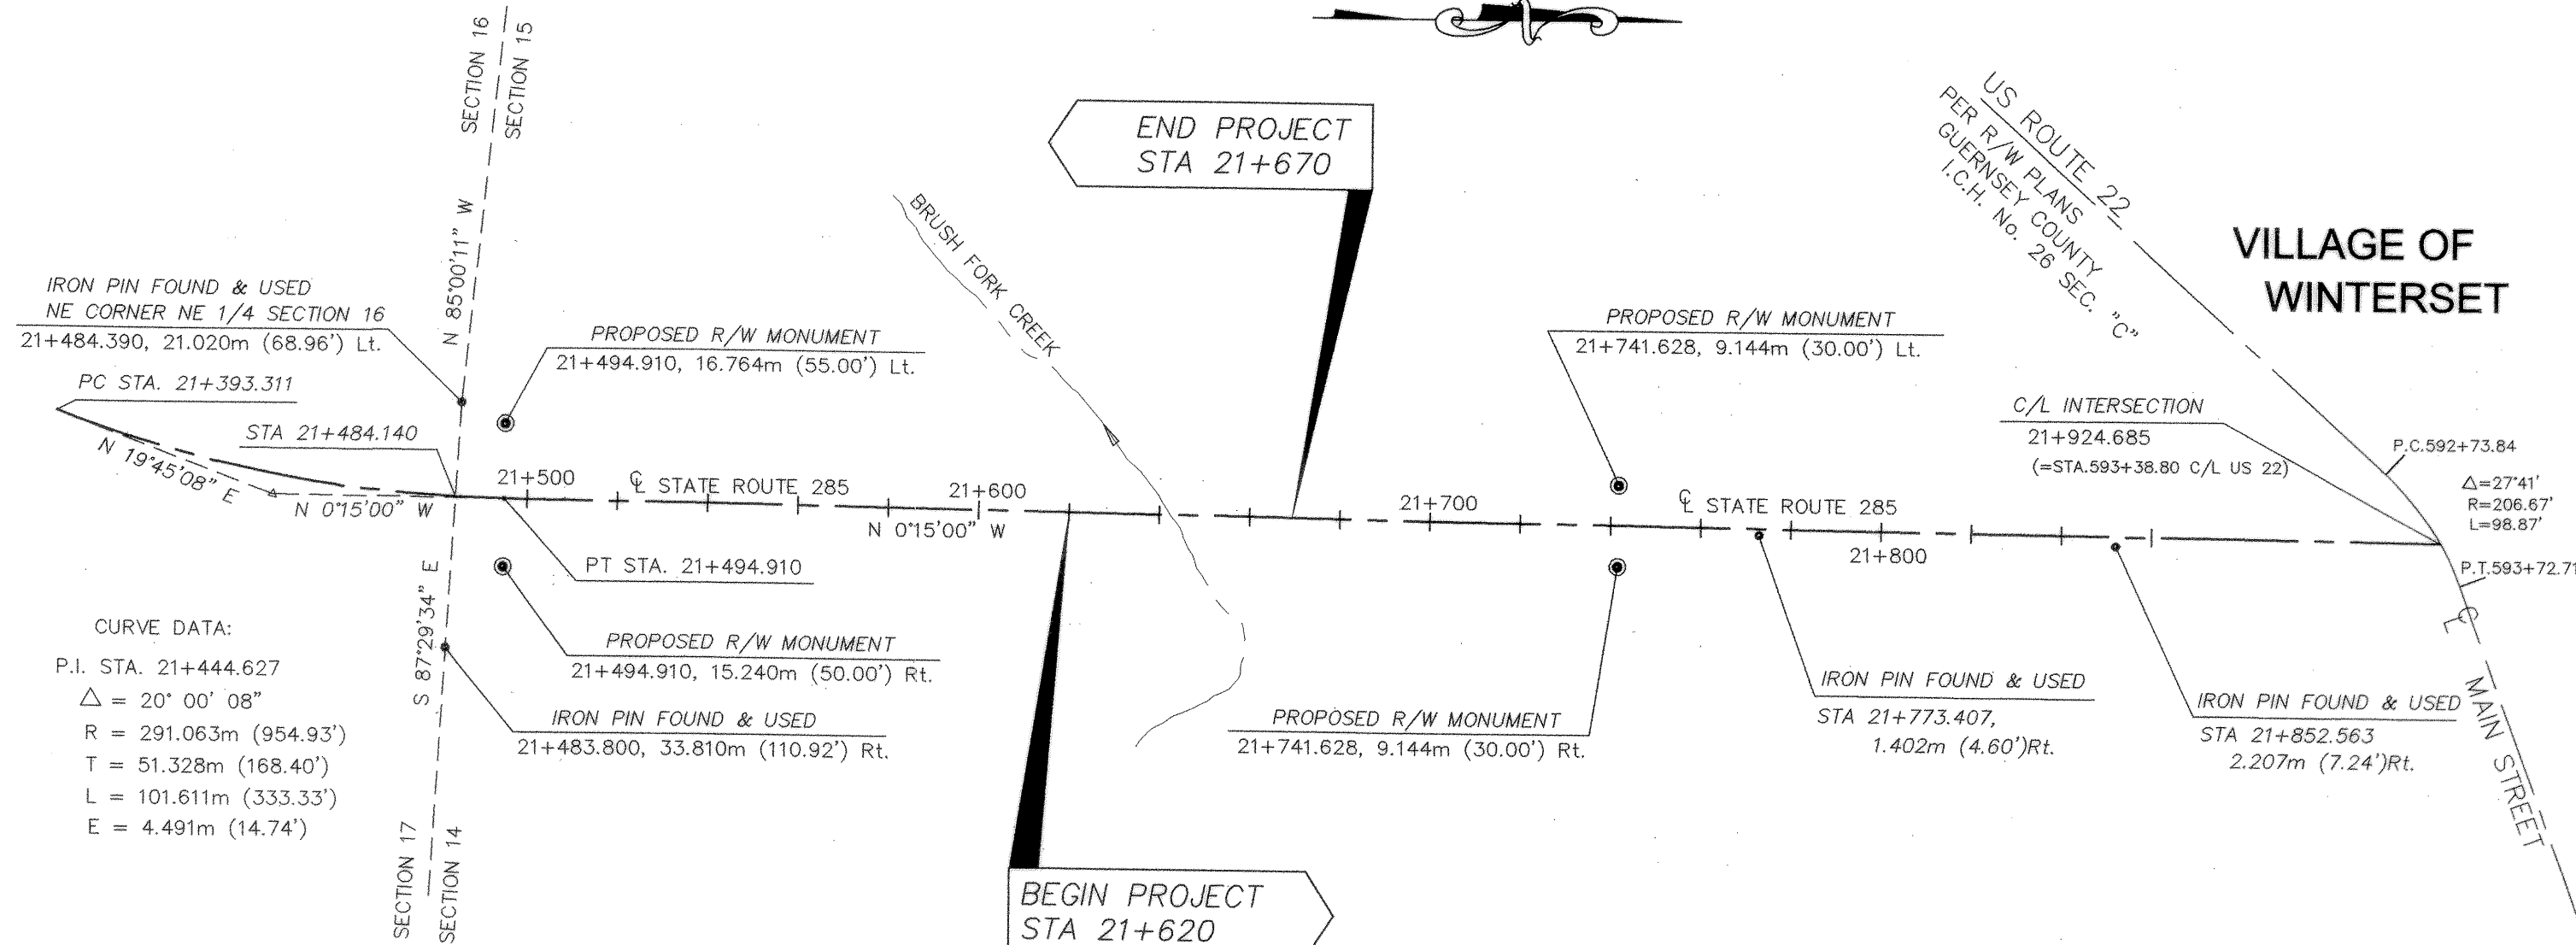 SECTION 16
SECTION 15
N 85°00'11" W
END PROJECT
STA 21+670
US ROUTE 22
PER R/W PLANS
GUERNSEY COUNTY
I.C.H. No. 26 SEC. "C"
VILLAGE OF
WINTERSET
BRUSH FORK CREEK
IRON PIN FOUND & USED
NE CORNER NE 1/4 SECTION 16
21+484.390, 21.020m (68.96') Lt.
PROPOSED R/W MONUMENT
21+494.910, 16.764m (55.00') Lt.
PROPOSED R/W MONUMENT
21+741.628, 9.144m (30.00') Lt.
PC STA. 21+393.311
STA 21+484.140
N 19°45'08" E
N 0°15'00" W
C/L INTERSECTION
21+924.685
(=STA.593+38.80 C/L US 22)
P.C.592+73.84
Δ=27°41'
R=206.67'
L=98.87'
P.T.593+72.71
21+500
℄ STATE ROUTE 285
21+600
N 0°15'00" W
21+700
℄ STATE ROUTE 285
21+800
PT STA. 21+494.910
S 87°29'34" E
PROPOSED R/W MONUMENT
21+494.910, 15.240m (50.00') Rt.
IRON PIN FOUND & USED
21+483.800, 33.810m (110.92') Rt.
PROPOSED R/W MONUMENT
21+741.628, 9.144m (30.00') Rt.
IRON PIN FOUND & USED
STA 21+773.407,
1.402m (4.60')Rt.
IRON PIN FOUND & USED
STA 21+852.563
2.207m (7.24')Rt.
℄ MAIN STREET
CURVE DATA:
P.I. STA. 21+444.627
Δ = 20° 00' 08"
R = 291.063m (954.93')
T = 51.328m (168.40')
L = 101.611m (333.33')
E = 4.491m (14.74')
SECTION 17
SECTION 14
BEGIN PROJECT
STA 21+620